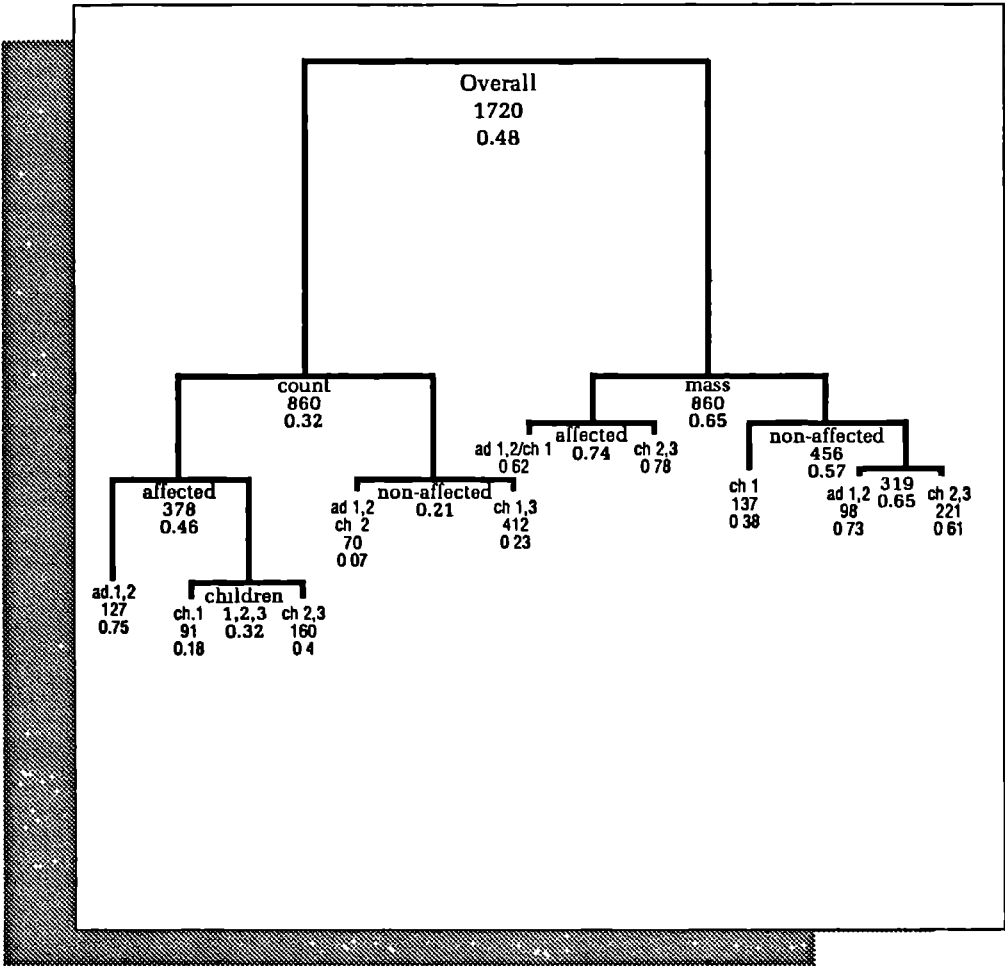 Overall
1720
0.48
count
860
0.32
mass
860
0.65
affected
378
0.46
ad.1,2
127
0.75
children
1,2,3
0.32
ch.1
91
0.18
ch 2,3
160
0 4
non-affected
0.21
ad 1,2
ch 2
70
0 07
ch 1,3
412
0 23
affected
0.74
ad 1,2/ch 1
0 62
ch 2,3
0 78
non-affected
456
0.57
ch 1
137
0 38
319
0.65
ad 1,2
98
0 73
ch 2,3
221
0 61